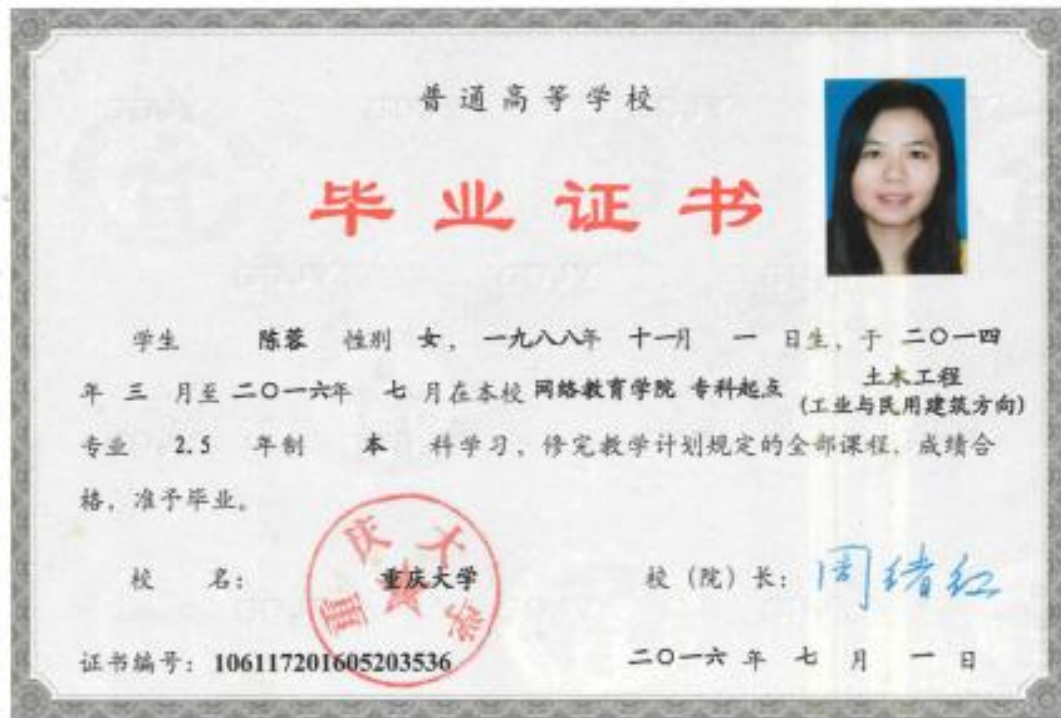 普通高等学校
毕业证书
学生 陈蓉 性别 女，一九八八年 十一月 一 日生，于 二〇一四
年 三 月至 二〇一六年 七 月在本校 网络教育学院 专科起点 土木工程
(工业与民用建筑方向)
专业 2.5 年制 本 科学习，修完教学计划规定的全部课程，成绩合
格，准予毕业。
校 名： 重庆大学 校（院）长： 周绪红
重庆大学
证书编号：106117201605203536 二〇一六 年 七 月 一 日